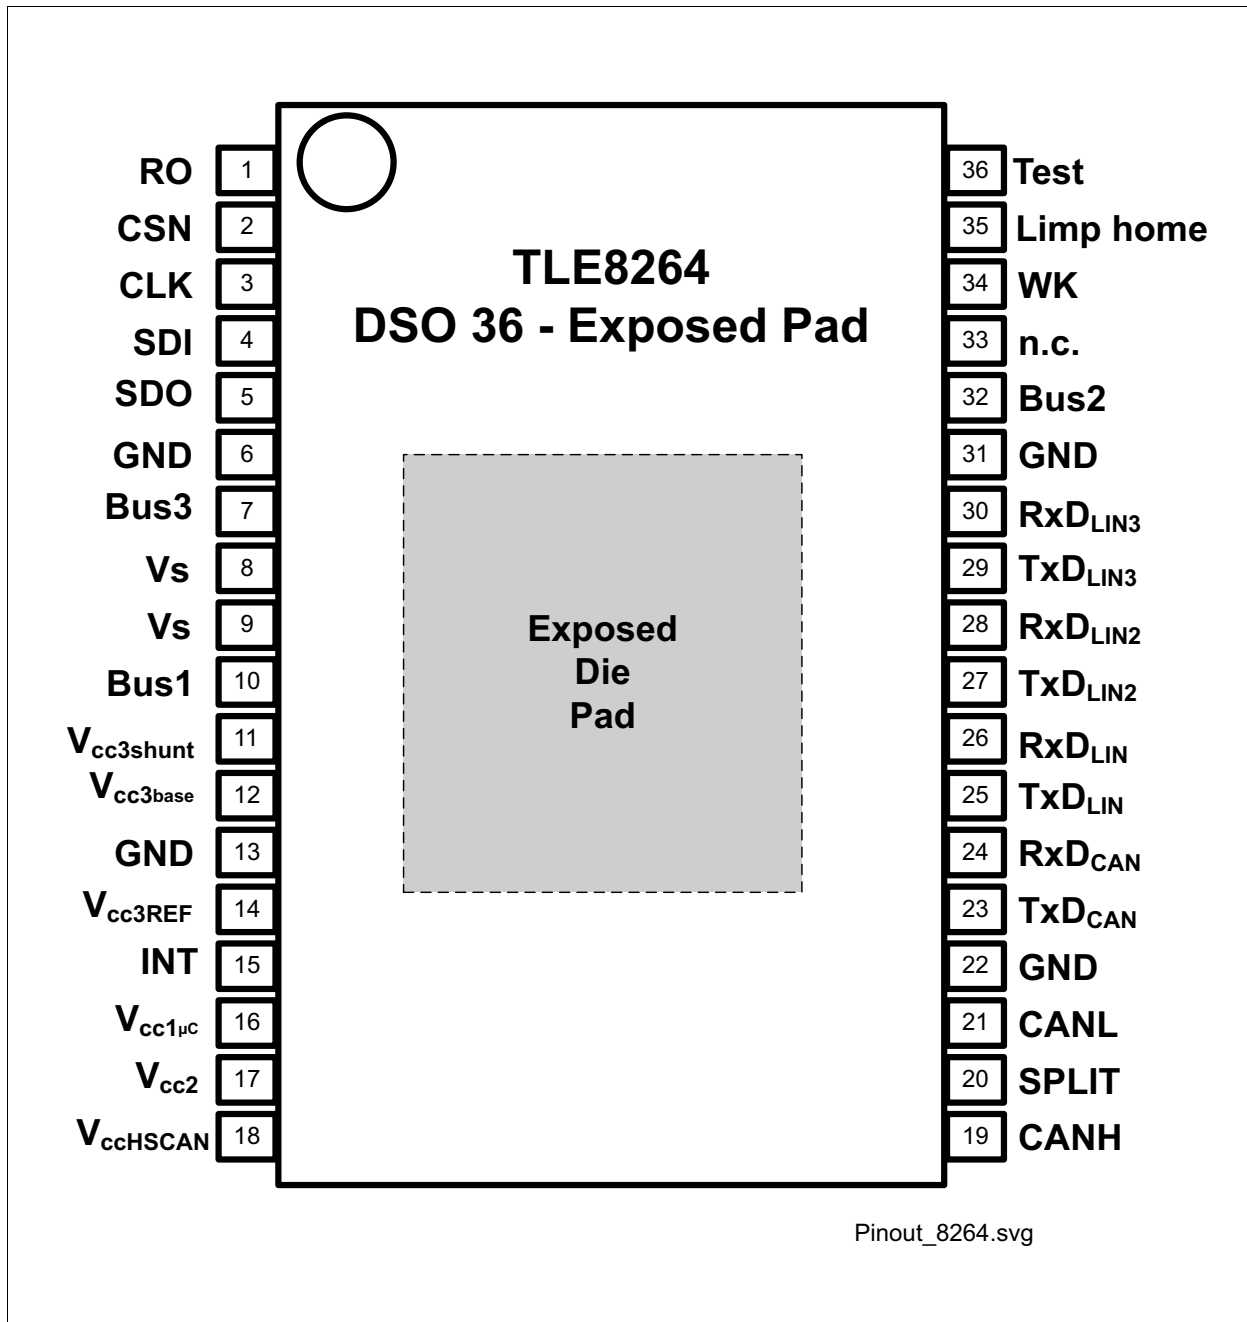 RO 1
CSN 2
CLK 3
SDI 4
SDO 5
GND 6
Bus3 7
Vs 8
Vs 9
Bus1 10
Vcc3shunt 11
Vcc3base 12
GND 13
Vcc3REF 14
INT 15
Vcc1µC 16
Vcc2 17
VccHSCAN 18
TLE8264
DSO 36 - Exposed Pad
Exposed
Die
Pad
36 Test
35 Limp home
34 WK
33 n.c.
32 Bus2
31 GND
30 RxDLIN3
29 TxDLIN3
28 RxDLIN2
27 TxDLIN2
26 RxDLIN
25 TxDLIN
24 RxDCAN
23 TxDCAN
22 GND
21 CANL
20 SPLIT
19 CANH
Pinout_8264.svg